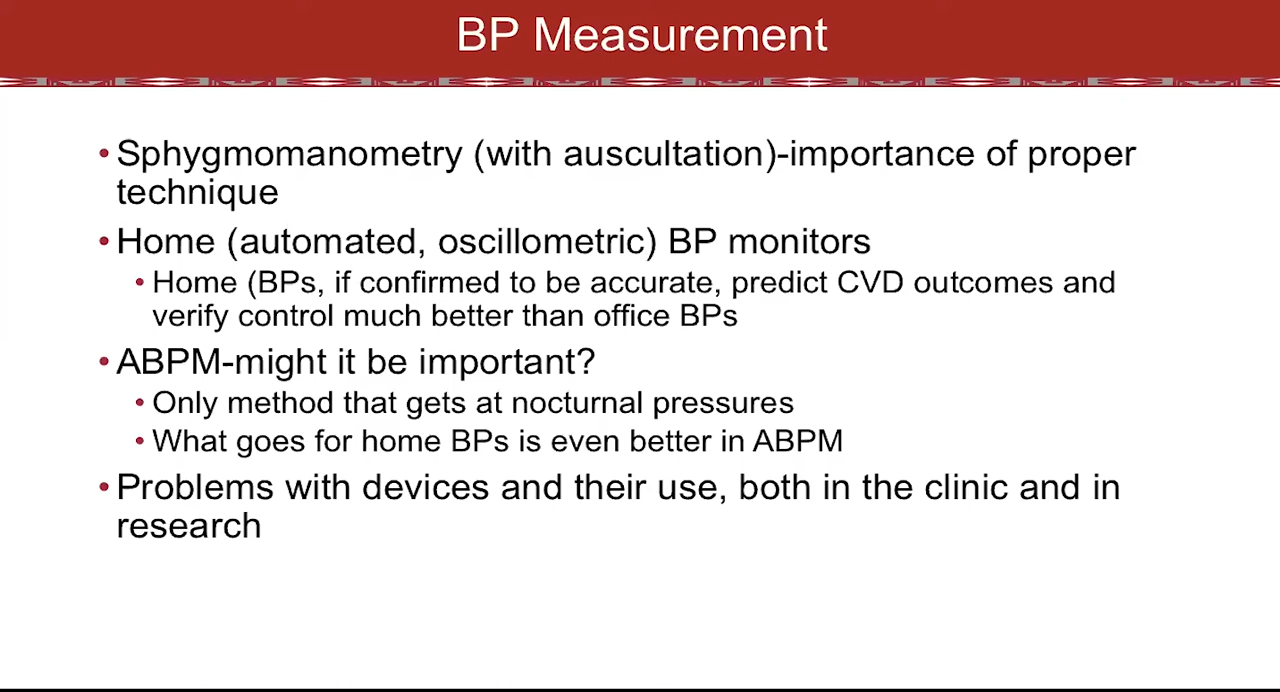 BP Measurement
•Sphygmomanometry (with auscultation)-importance of proper
technique
•Home (automated, oscillometric) BP monitors
•Home (BPs, if confirmed to be accurate, predict CVD outcomes and
verify control much better than office BPs
•ABPM-might it be important?
•Only method that gets at nocturnal pressures
•What goes for home BPs is even better in ABPM
•Problems with devices and their use, both in the clinic and in
research